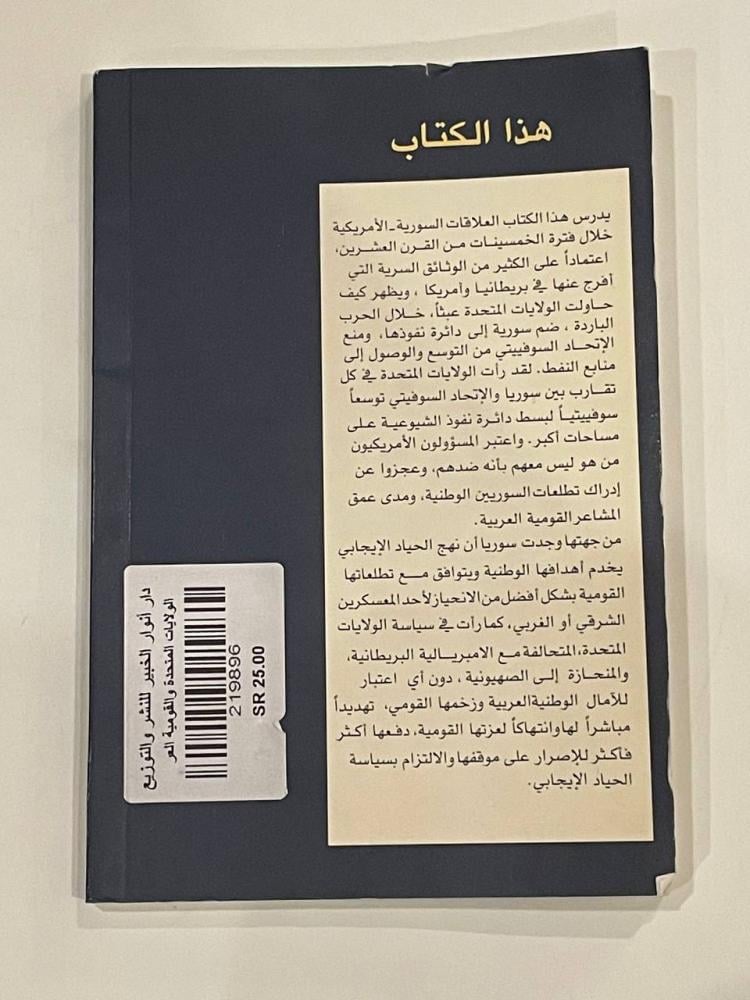 هذا الكتاب
يدرس هذا الكتاب العلاقات السورية-الأمريكية
خلال فترة الخمسينات من القرن العشرين،
اعتماداً على الكثير من الوثائق السرية التي
أفرج عنها في بريطانيا وأمريكا، ويظهر كيف
حاولت الولايات المتحدة عبثاً، خلال الحرب
الباردة، ضم سورية إلى دائرة نفوذها، ومنع
الإتحاد السوفييتي من التوسع والوصول إلى
منابع النفط. لقد رأت الولايات المتحدة في كل
تقارب بين سوريا والإتحاد السوفيتي توسعاً
سوفييتياً لبسط دائرة نفوذ الشيوعية على
مساحات أكبر. واعتبر المسؤولون الأمريكيون
من هو ليس معهم بأنه ضدهم، وعجزوا عن
إدراك تطلعات السوريين الوطنية، ومدى عمق
المشاعر القومية العربية.
من جهتها وجدت سوريا أن نهج الحياد الإيجابي
يخدم أهدافها الوطنية ويتوافق مع تطلعاتها
القومية بشكل أفضل من الانحياز لأحد المعسكرين
الشرقي أو الغربي، كما رأت في سياسة الولايات
المتحدة، المتحالفة مع الامبريالية البريطانية،
والمنحازة إلى الصهيونية، دون أي اعتبار
للآمال الوطنية العربية وزخمها القومي، تهديداً
مباشراً لها وانتهاكاً لعزتها القومية، دفعها أكثر
فأكثر للإصرار على موقفها والالتزام بسياسة
الحياد الإيجابي.
دار أنوار الخبير للنشر والتوزيع
الولايات المتحدة والقومية العر
219896
SR 25.00